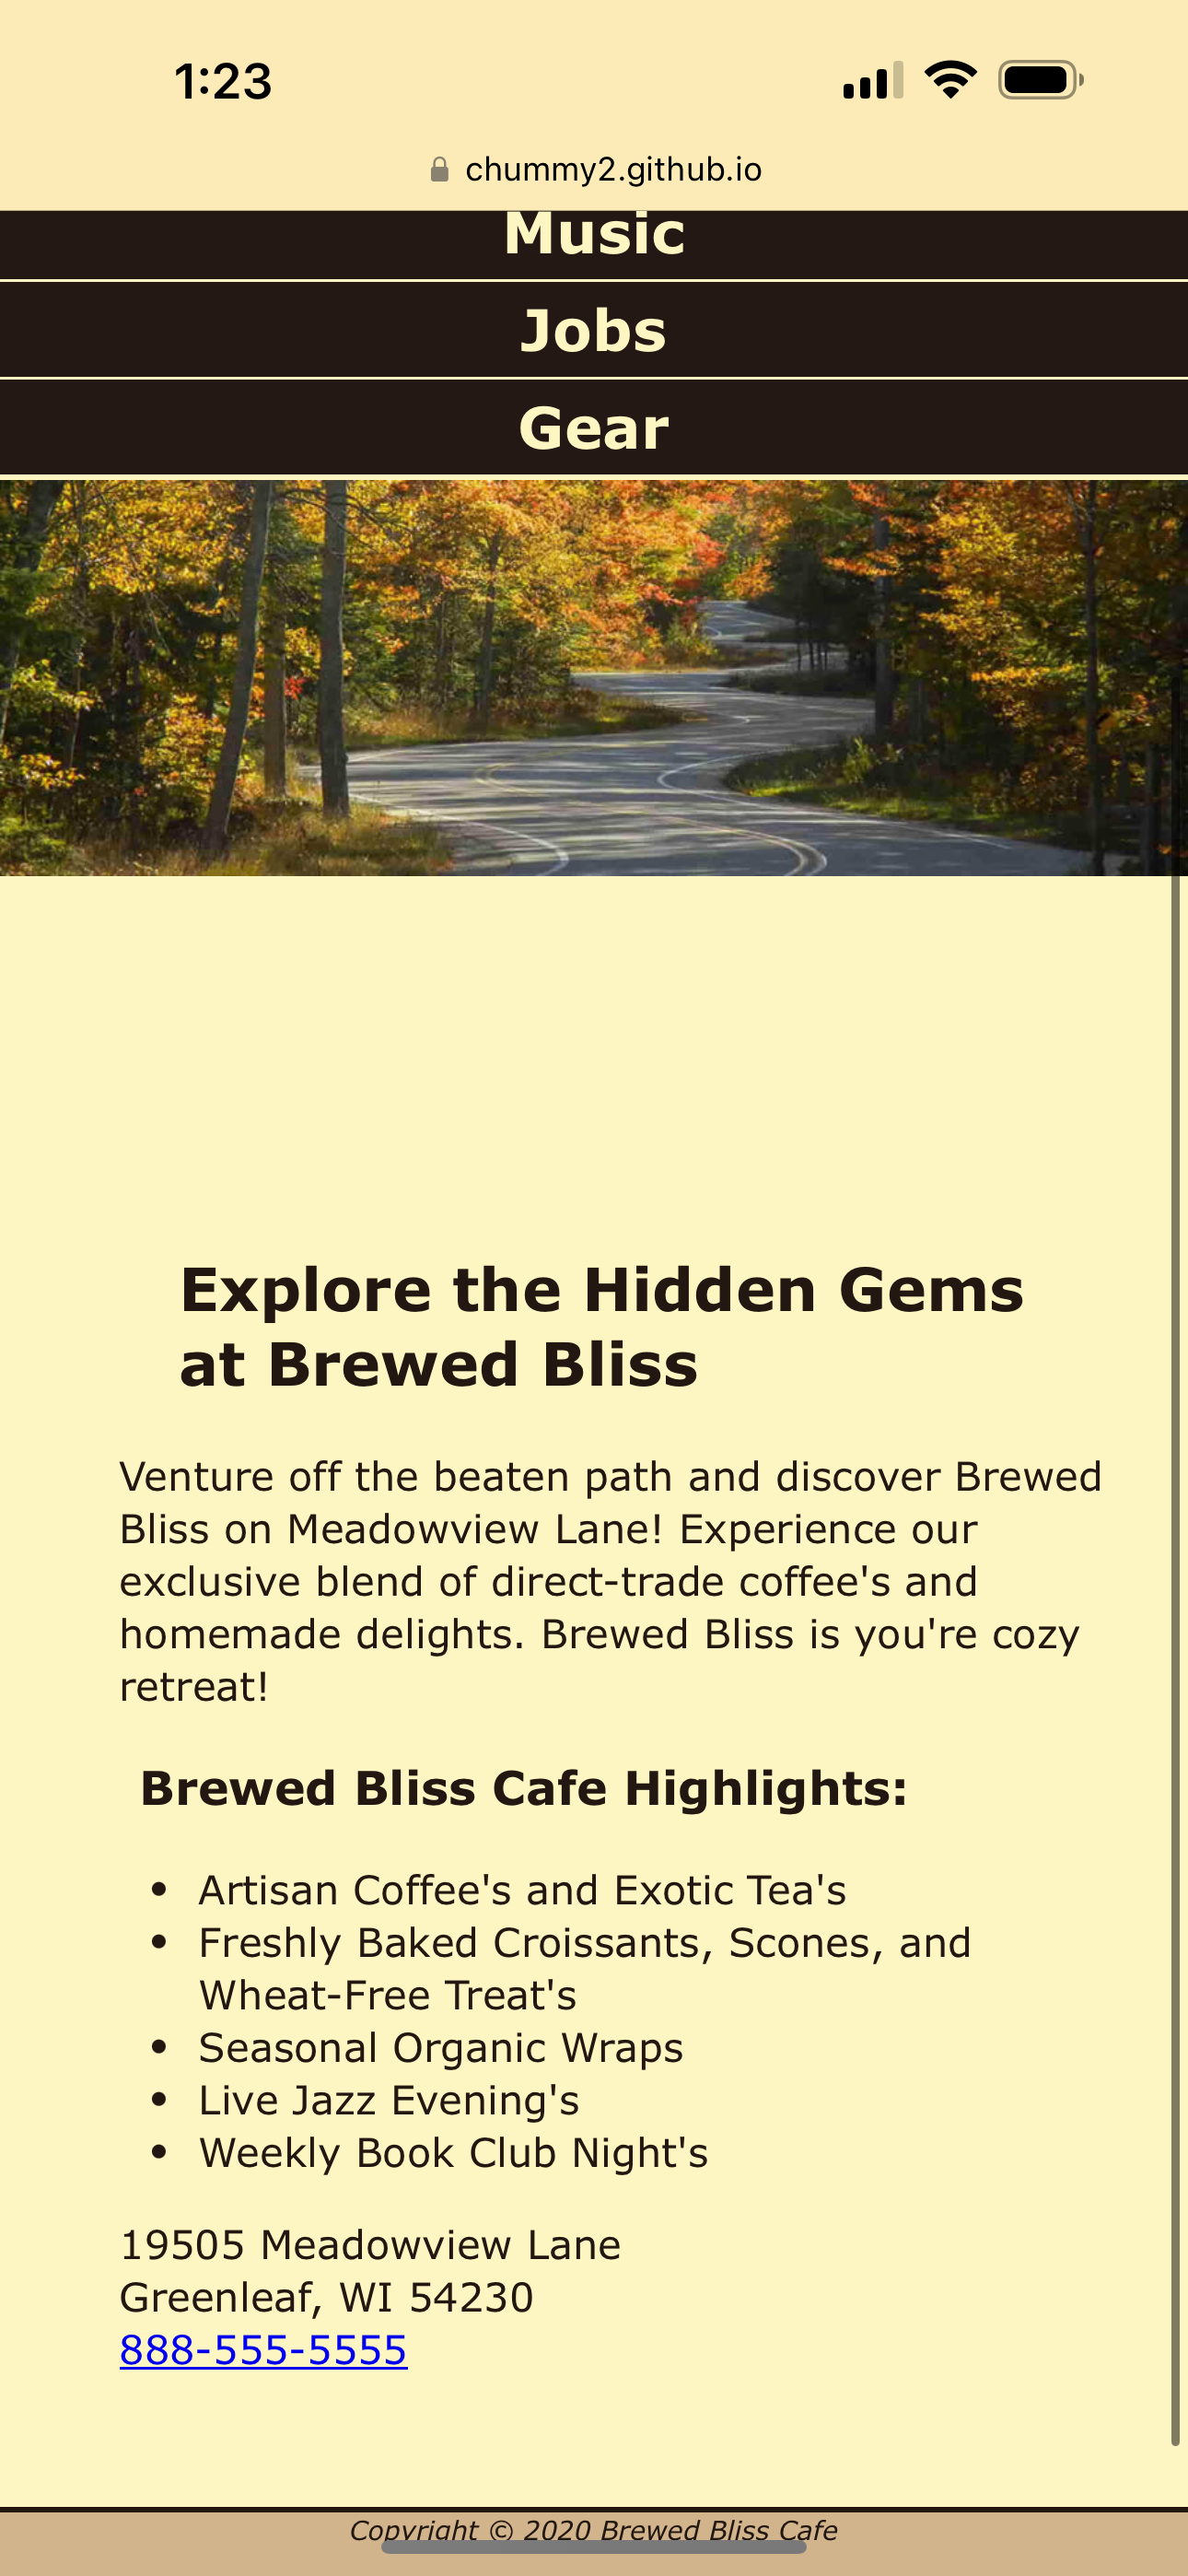 1:23
chummy2.github.io
Music
Jobs
Gear
Explore the Hidden Gems
at Brewed Bliss
Venture off the beaten path and discover Brewed
Bliss on Meadowview Lane! Experience our
exclusive blend of direct-trade coffee's and
homemade delights. Brewed Bliss is you're cozy
retreat!
Brewed Bliss Cafe Highlights:
• Artisan Coffee's and Exotic Tea's
• Freshly Baked Croissants, Scones, and
Wheat-Free Treat's
• Seasonal Organic Wraps
• Live Jazz Evening's
• Weekly Book Club Night's
19505 Meadowview Lane
Greenleaf, WI 54230
888-555-5555
Copyright © 2020 Brewed Bliss Cafe